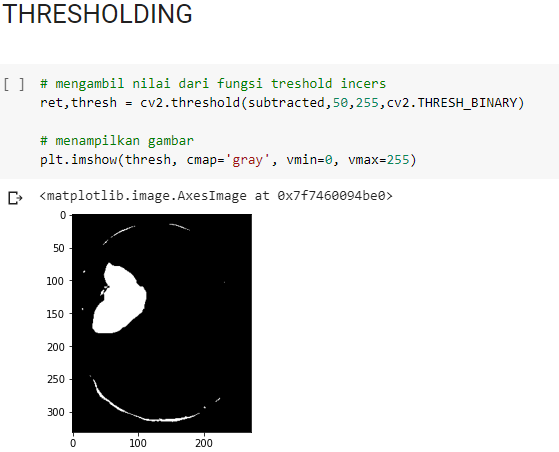 THRESHOLDING
[ ] # mengambil nilai dari fungsi treshold incers
ret,thresh = cv2.threshold(subtracted,50,255,cv2.THRESH_BINARY)
# menampilkan gambar
plt.imshow(thresh, cmap='gray', vmin=0, vmax=255)
<matplotlib.image.AxesImage at 0x7f7460094be0>
0
50
100
150
200
250
300
0 100 200